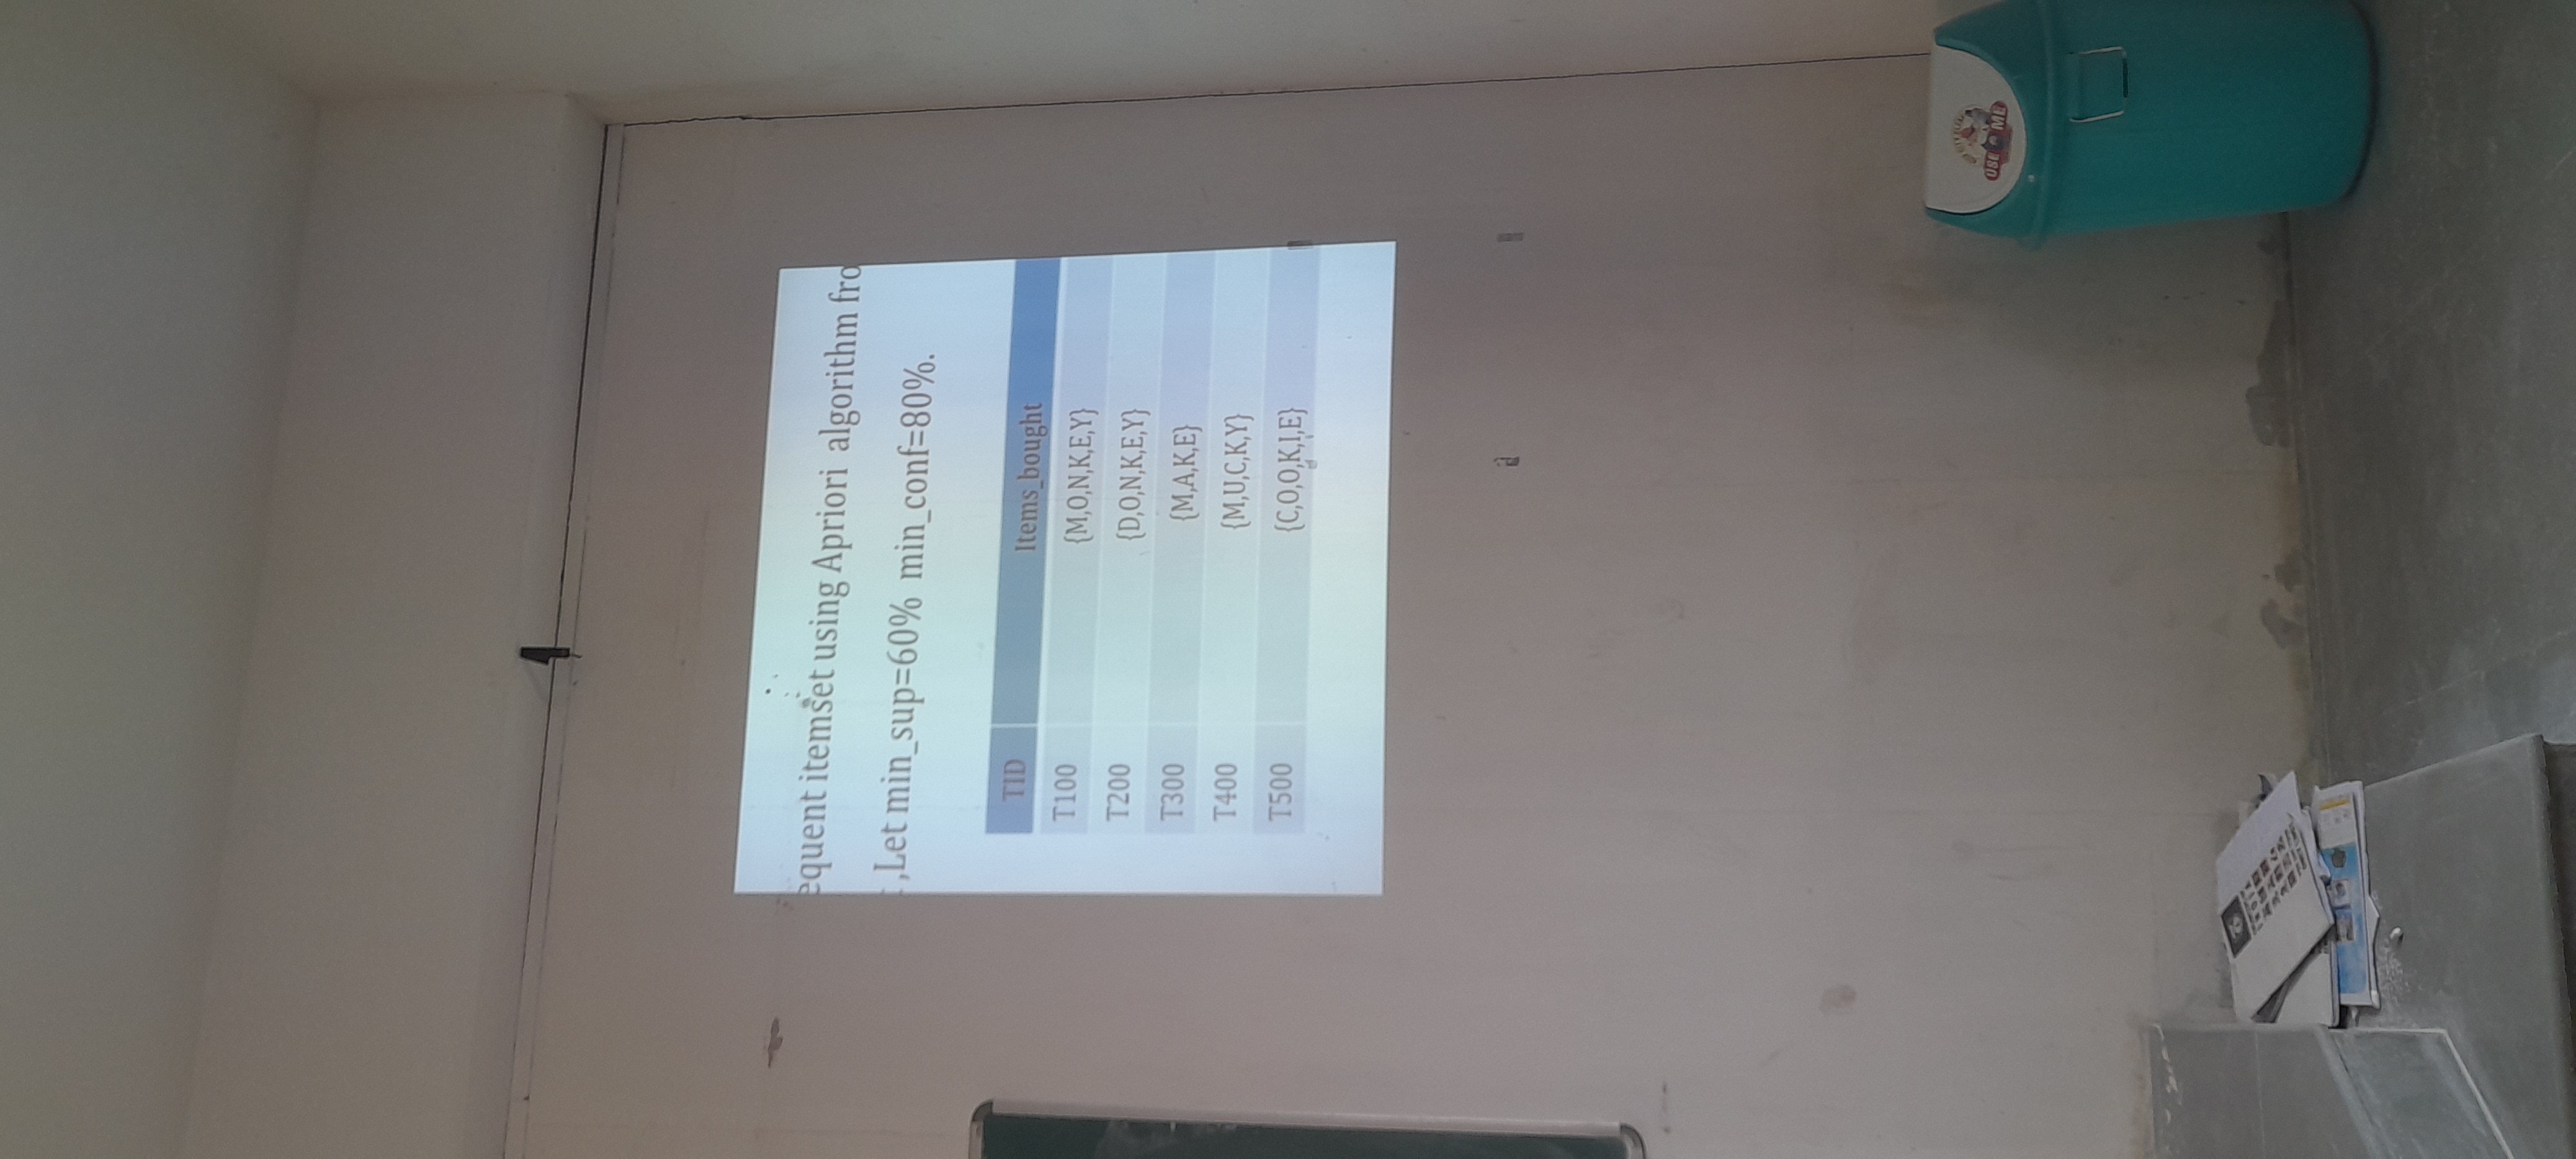 equent itemset using Apriori algorithm fro
,Let min_sup=60% min_conf=80%.
TID Items_bought
T100 {M,O,N,K,E,Y}
T200 {D,O,N,K,E,Y}
T300 {M,A,K,E}
T400 {M,U,C,K,Y}
T500 {C,O,O,K,I,E}
USE ME